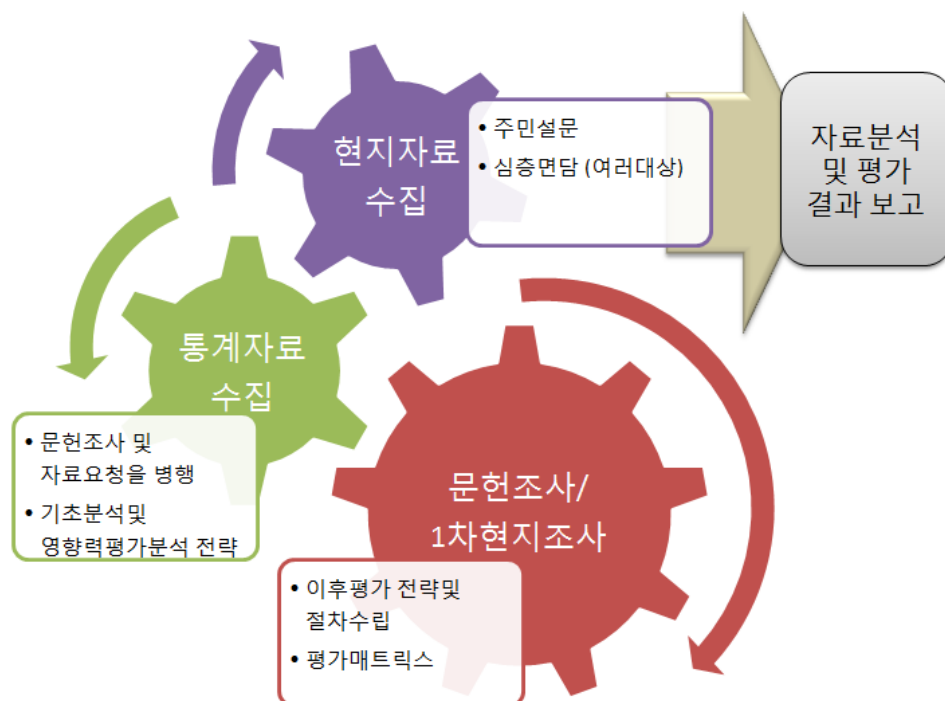 현지자료
수집
• 주민설문
• 심층면담 (여러대상)
자료분석
및 평가
결과 보고
통계자료
수집
• 문헌조사 및
자료요청을 병행
• 기초분석및
영향력평가분석 전략
문헌조사/
1차현지조사
• 이후평가 전략및
절차수립
• 평가매트릭스